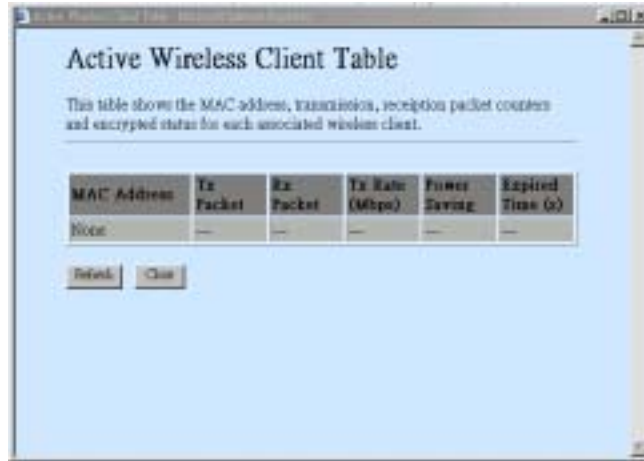 Active Wireless Client Table
This table shows the MAC address, transmission, receiption packet counters
and encrypted status for each associated wireless client.
MAC Address Tx Packet Rx Packet Tx Rate (Mbps) Power Saving Expired Time (s)
None --- --- --- --- ---
Refresh Close